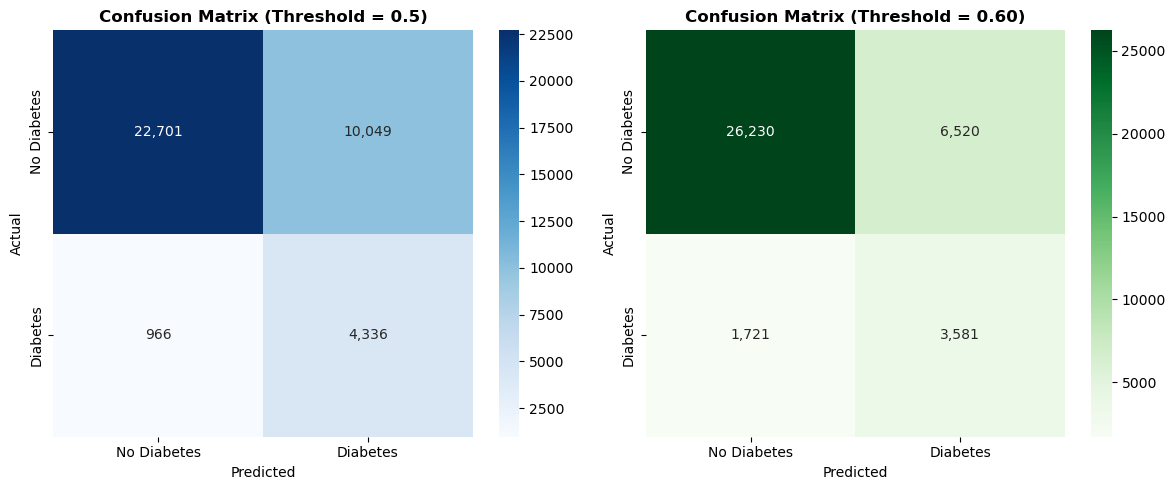 Confusion Matrix (Threshold = 0.5)
No Diabetes
Diabetes
Actual
22,701
10,049
966
4,336
No Diabetes
Diabetes
Predicted
22500
20000
17500
15000
12500
10000
7500
5000
2500
Confusion Matrix (Threshold = 0.60)
No Diabetes
Diabetes
Actual
26,230
6,520
1,721
3,581
No Diabetes
Diabetes
Predicted
25000
20000
15000
10000
5000